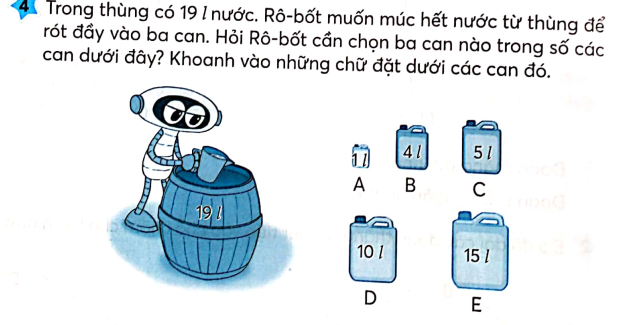 4 Trong thùng có 19 l nước. Rô-bốt muốn múc hết nước từ thùng để
rót đầy vào ba can. Hỏi Rô-bốt cần chọn ba can nào trong số các
can dưới đây? Khoanh vào những chữ đặt dưới các can đó.
1 l 4 l 5 l
A B C
19 l
10 l 15 l
D E